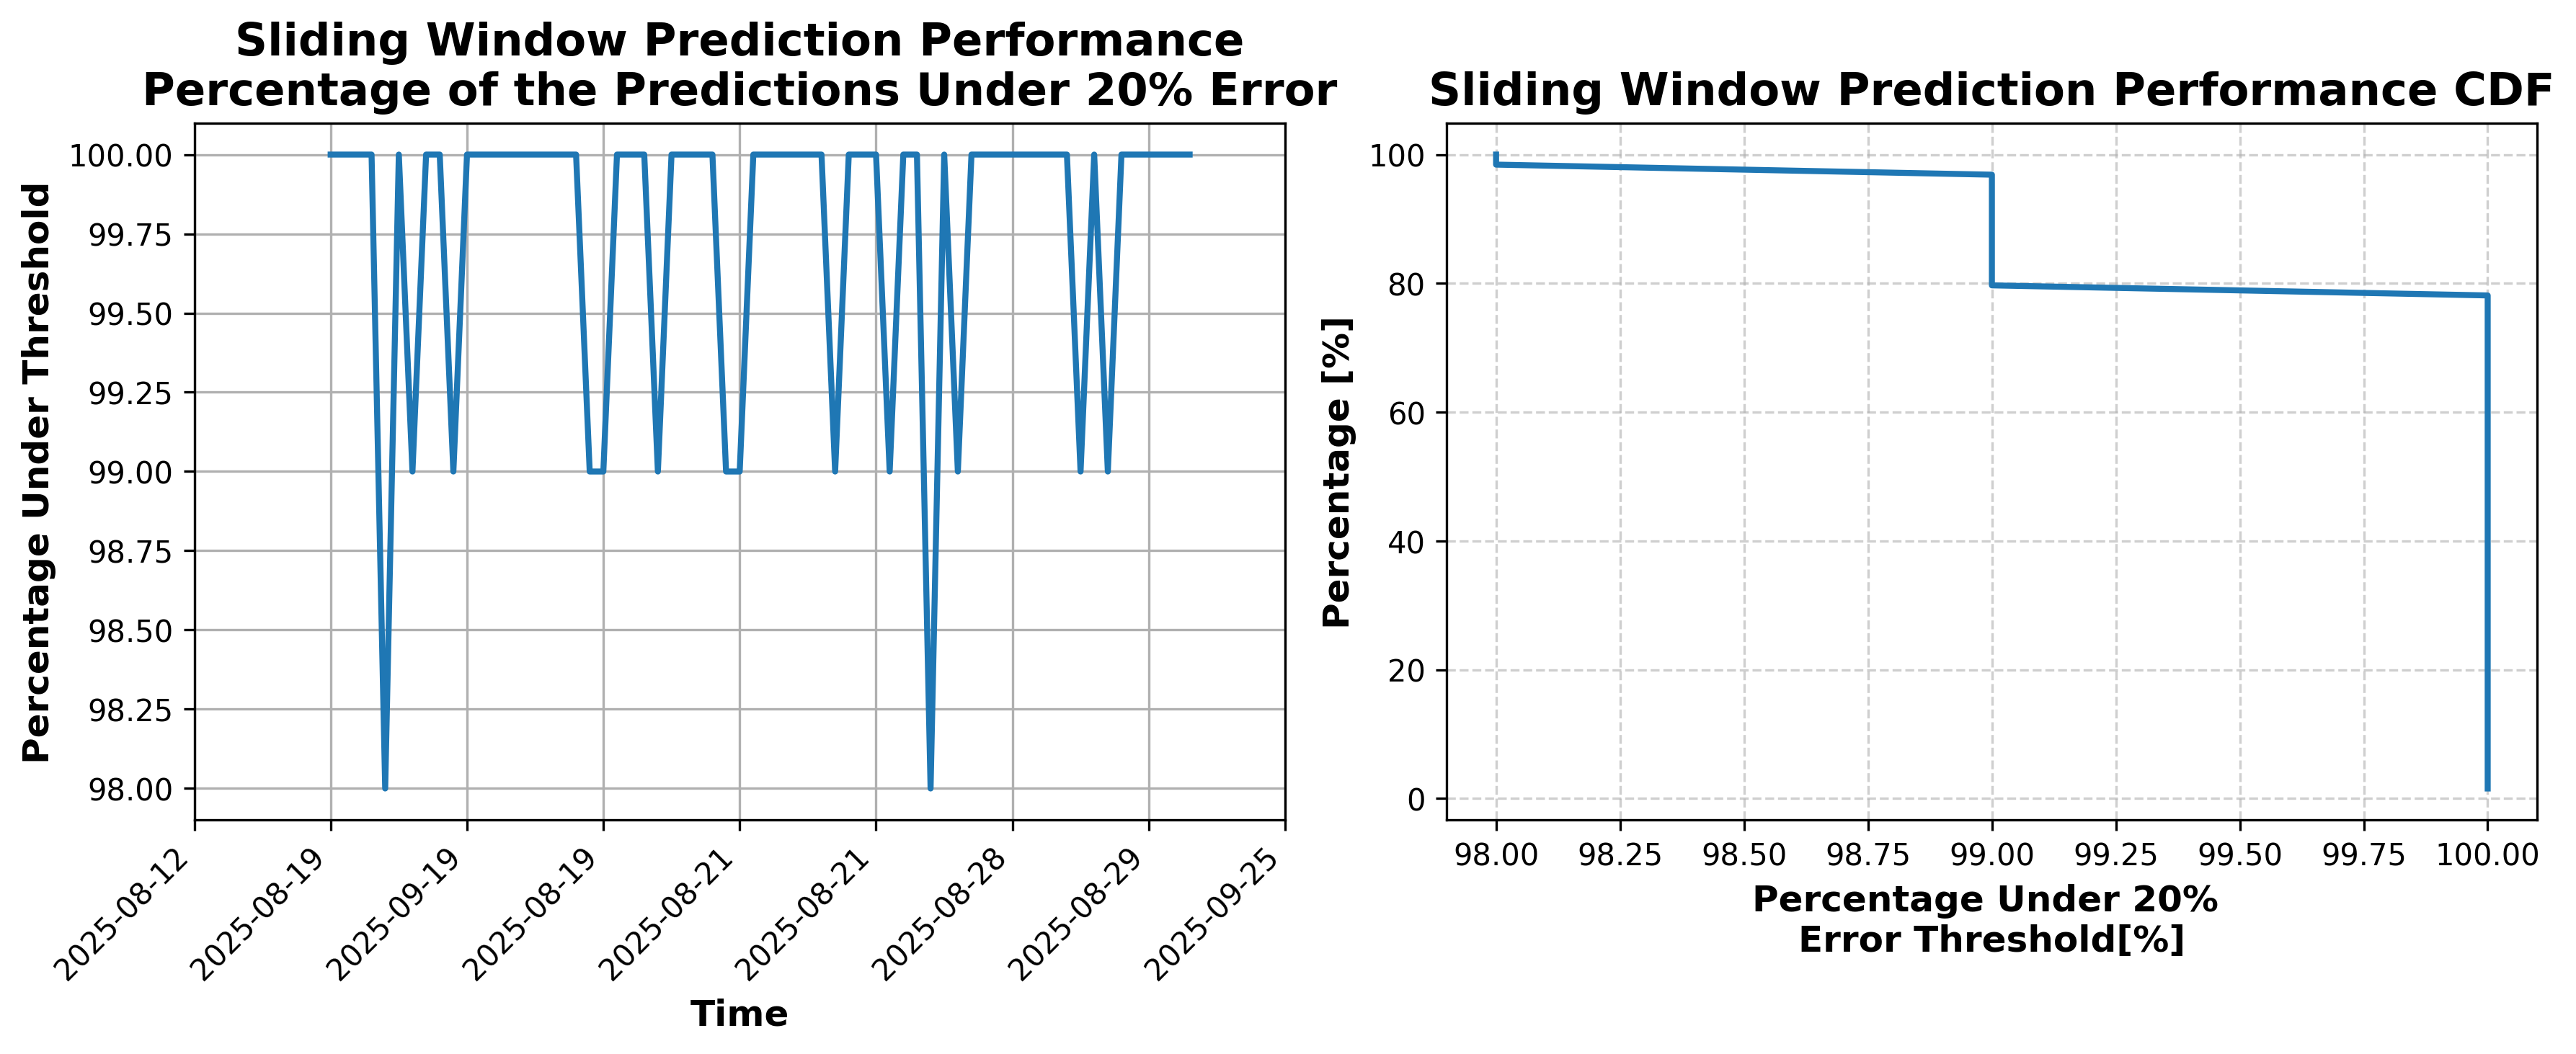 Sliding Window Prediction Performance
Percentage of the Predictions Under 20% Error
Percentage Under Threshold
100.00
99.75
99.50
99.25
99.00
98.75
98.50
98.25
98.00
2025-08-12
2025-08-19
2025-09-19
2025-08-19
2025-08-21
2025-08-21
2025-08-28
2025-08-29
2025-09-25
Time
Sliding Window Prediction Performance CDF
Percentage [%]
100
80
60
40
20
0
98.00 98.25 98.50 98.75 99.00 99.25 99.50 99.75 100.00
Percentage Under 20%
Error Threshold[%]